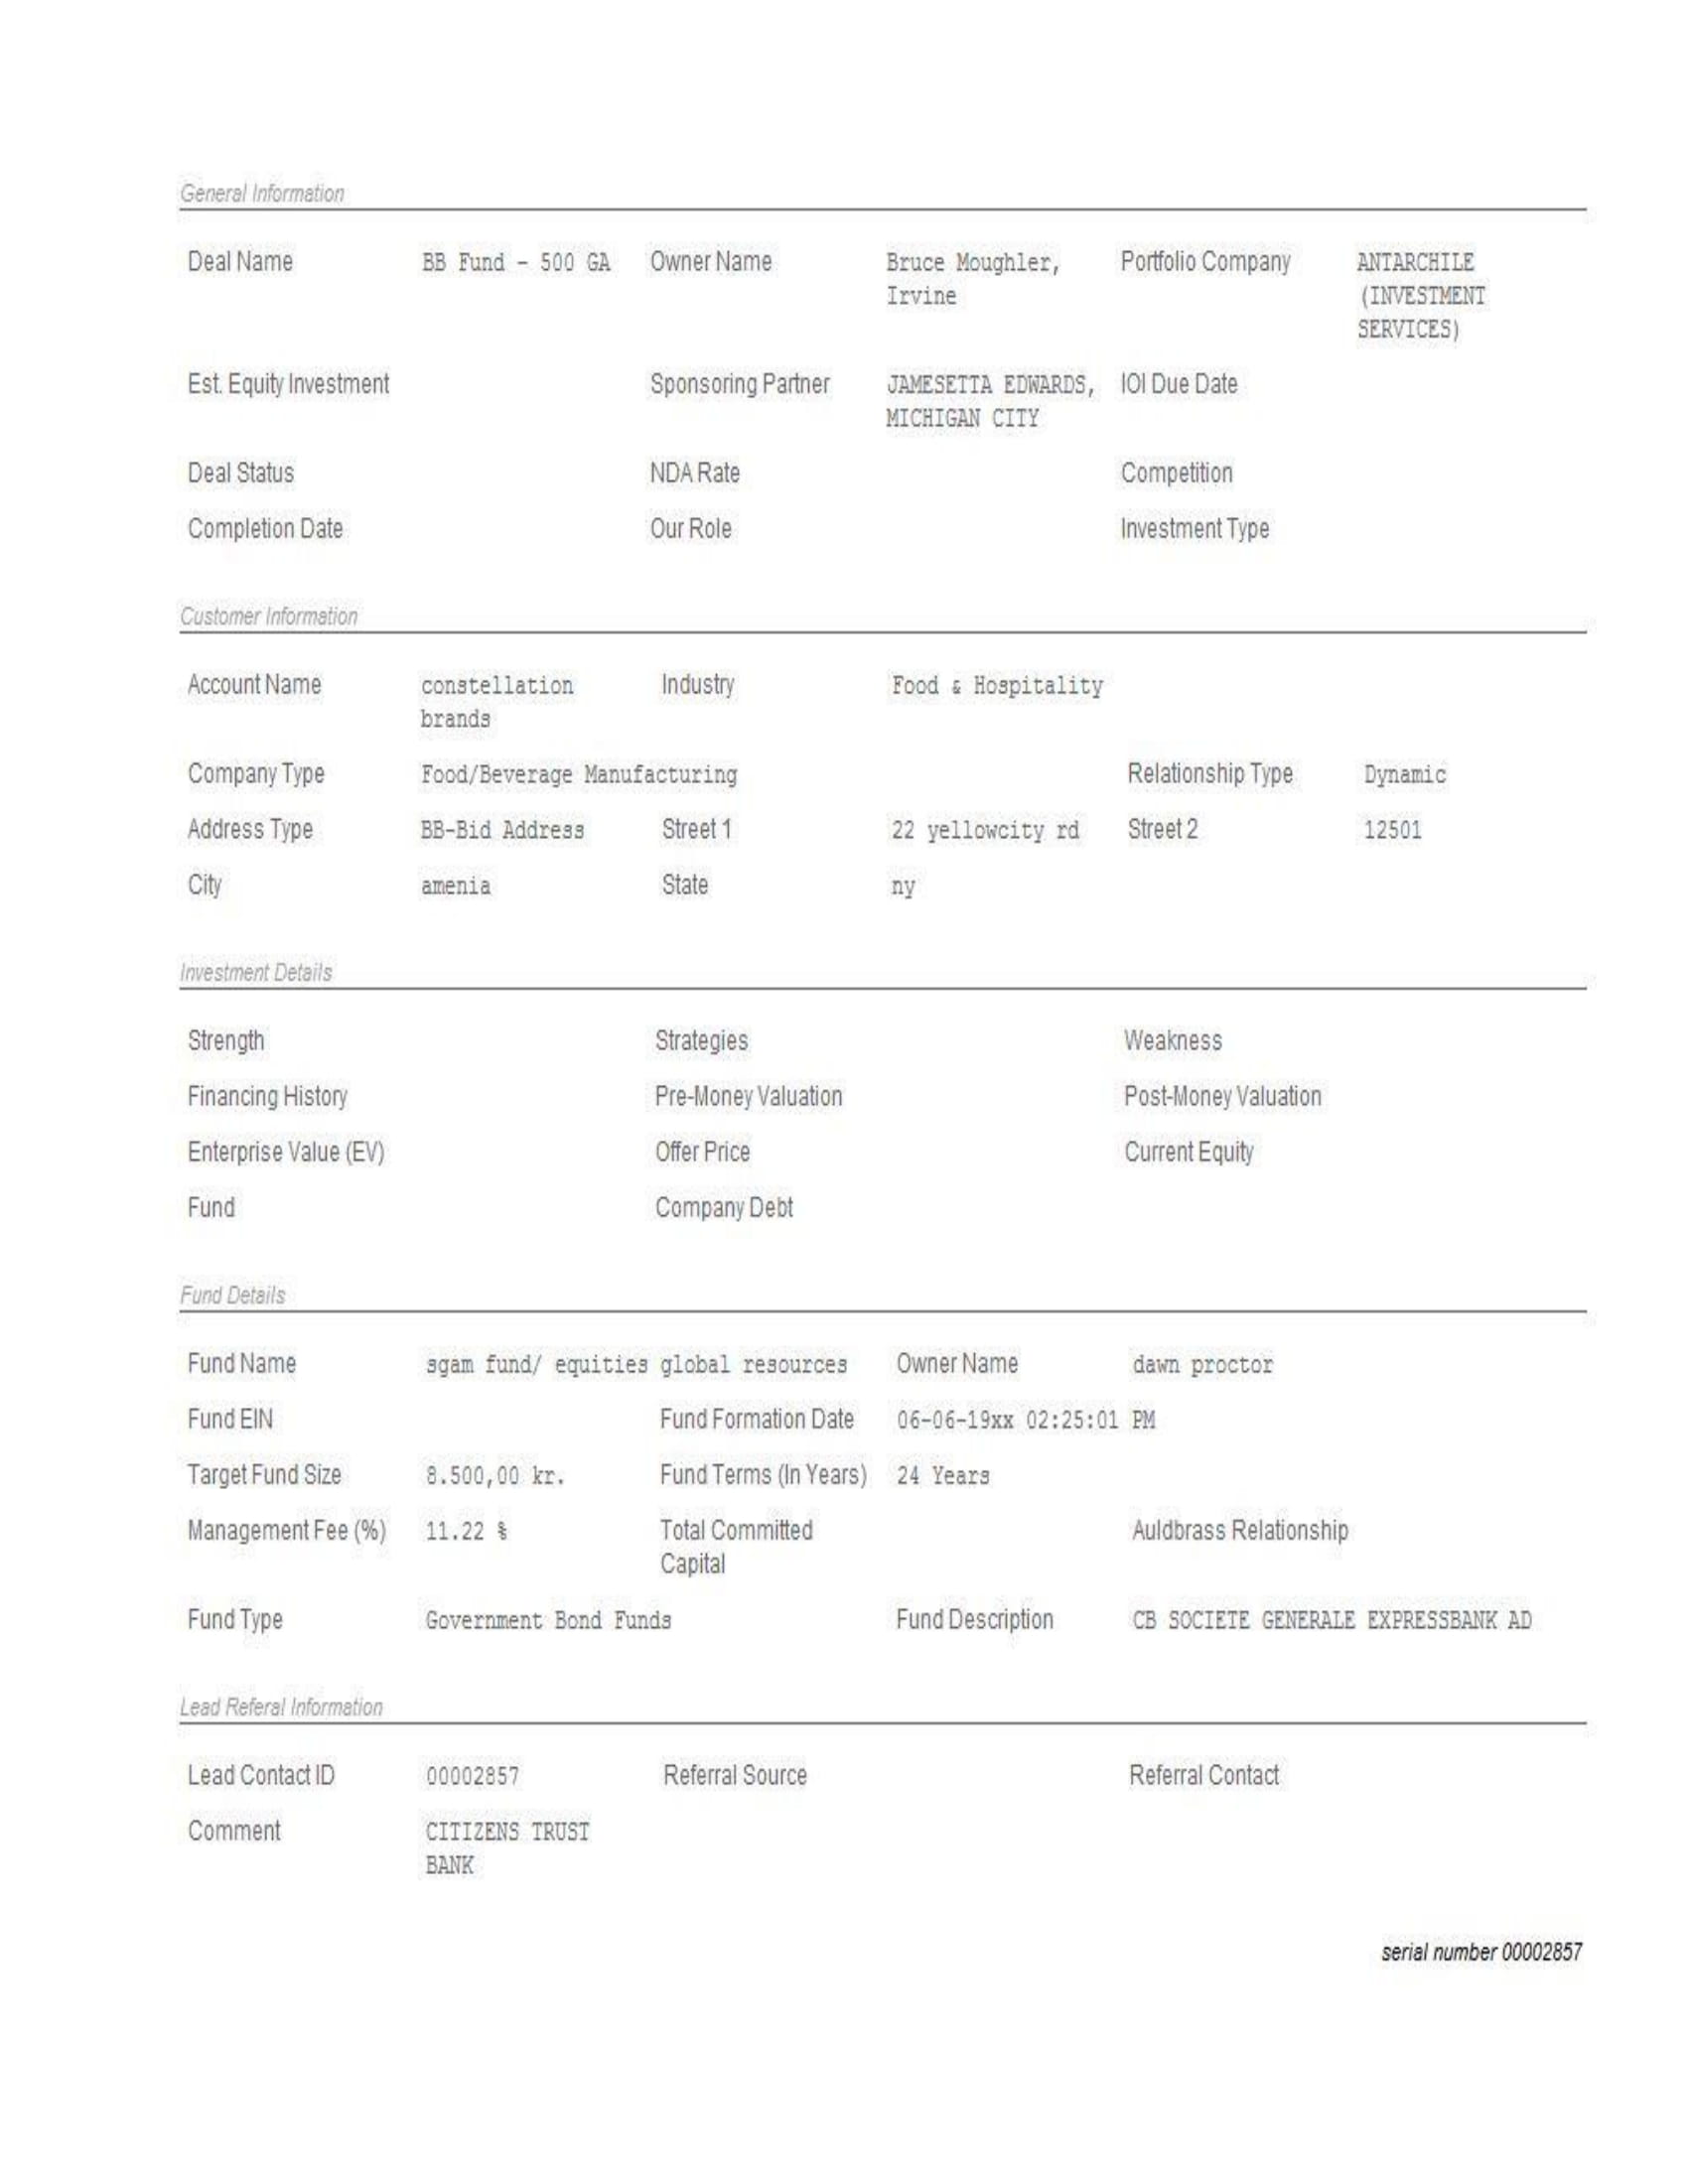 General Information
Deal Name BB Fund - 500 GA Owner Name Bruce Moughler, Portfolio Company ANTARCHILE
Irvine (INVESTMENT
SERVICES)
Est. Equity Investment Sponsoring Partner JAMESETTA EDWARDS, IOI Due Date
MICHIGAN CITY
Deal Status NDA Rate Competition
Completion Date Our Role Investment Type
Customer Information
Account Name constellation Industry Food & Hospitality
brands
Company Type Food/Beverage Manufacturing Relationship Type Dynamic
Address Type BB-Bid Address Street 1 22 yellowcity rd Street 2 12501
City amenia State ny
Investment Details
Strength Strategies Weakness
Financing History Pre-Money Valuation Post-Money Valuation
Enterprise Value (EV) Offer Price Current Equity
Fund Company Debt
Fund Details
Fund Name sgam fund/ equities global resources Owner Name dawn proctor
Fund EIN Fund Formation Date 06-06-19xx 02:25:01 PM
Target Fund Size 8.500,00 kr. Fund Terms (In Years) 24 Years
Management Fee (%) 11.22 % Total Committed Auldbrass Relationship
Capital
Fund Type Government Bond Funds Fund Description CB SOCIETE GENERALE EXPRESSBANK AD
Lead Referal Information
Lead Contact ID 00002857 Referral Source Referral Contact
Comment CITIZENS TRUST
BANK
serial number 00002857